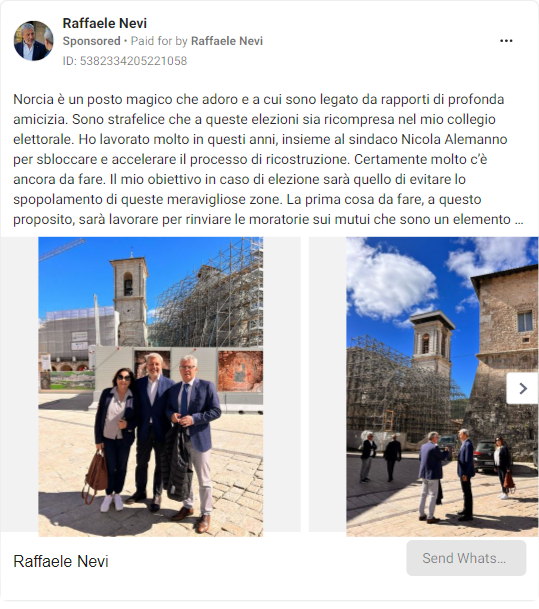 Raffaele Nevi
Sponsored • Paid for by Raffaele Nevi
ID: 5382334205221058
Norcia è un posto magico che adoro e a cui sono legato da rapporti di profonda
amicizia. Sono strafelice che a queste elezioni sia ricompresa nel mio collegio
elettorale. Ho lavorato molto in questi anni, insieme al sindaco Nicola Alemanno
per sbloccare e accelerare il processo di ricostruzione. Certamente molto c'è
ancora da fare. Il mio obiettivo in caso di elezione sarà quello di evitare lo
spopolamento di queste meravigliose zone. La prima cosa da fare, a questo
proposito, sarà lavorare per rinviare le moratorie sui mutui che sono un elemento ...
Raffaele Nevi
Send Whats...